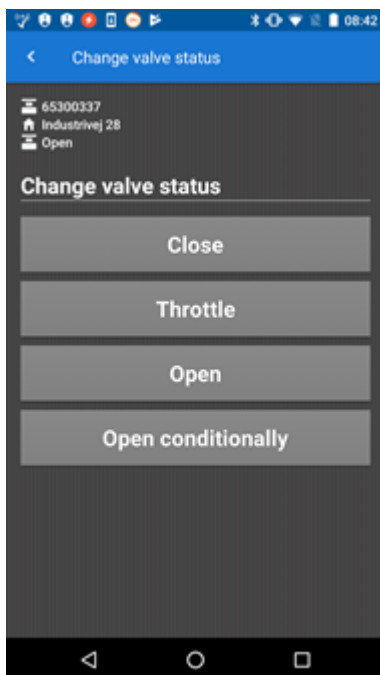 08:42
Change valve status
65300337
Industrivej 28
Open
Change valve status
Close
Throttle
Open
Open conditionally